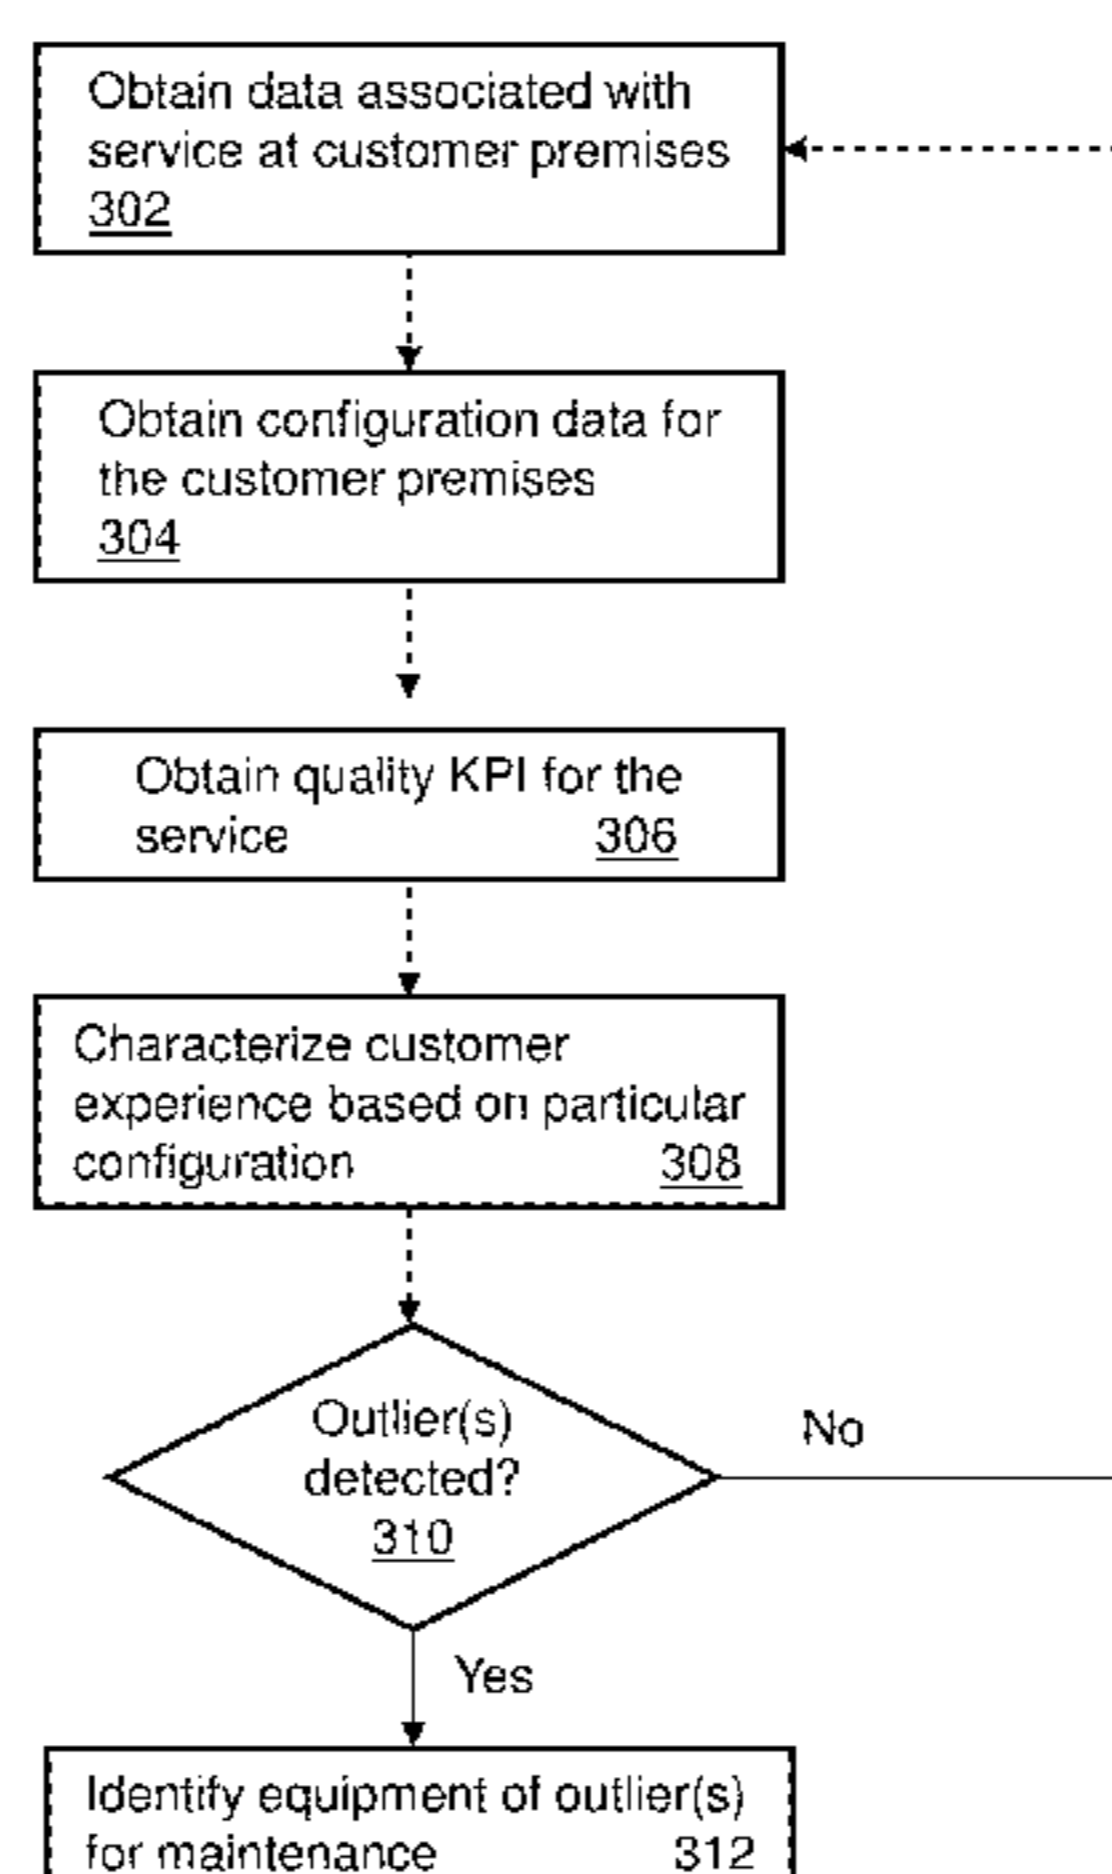 Obtain data associated with
service at customer premises
302
Obtain configuration data for
the customer premises
304
Obtain quality KPI for the
service 306
Characterize customer
experience based on particular
configuration 308
Outlier(s)
detected?
310
No
Yes
Identify equipment of outlier(s)
for maintenance 312